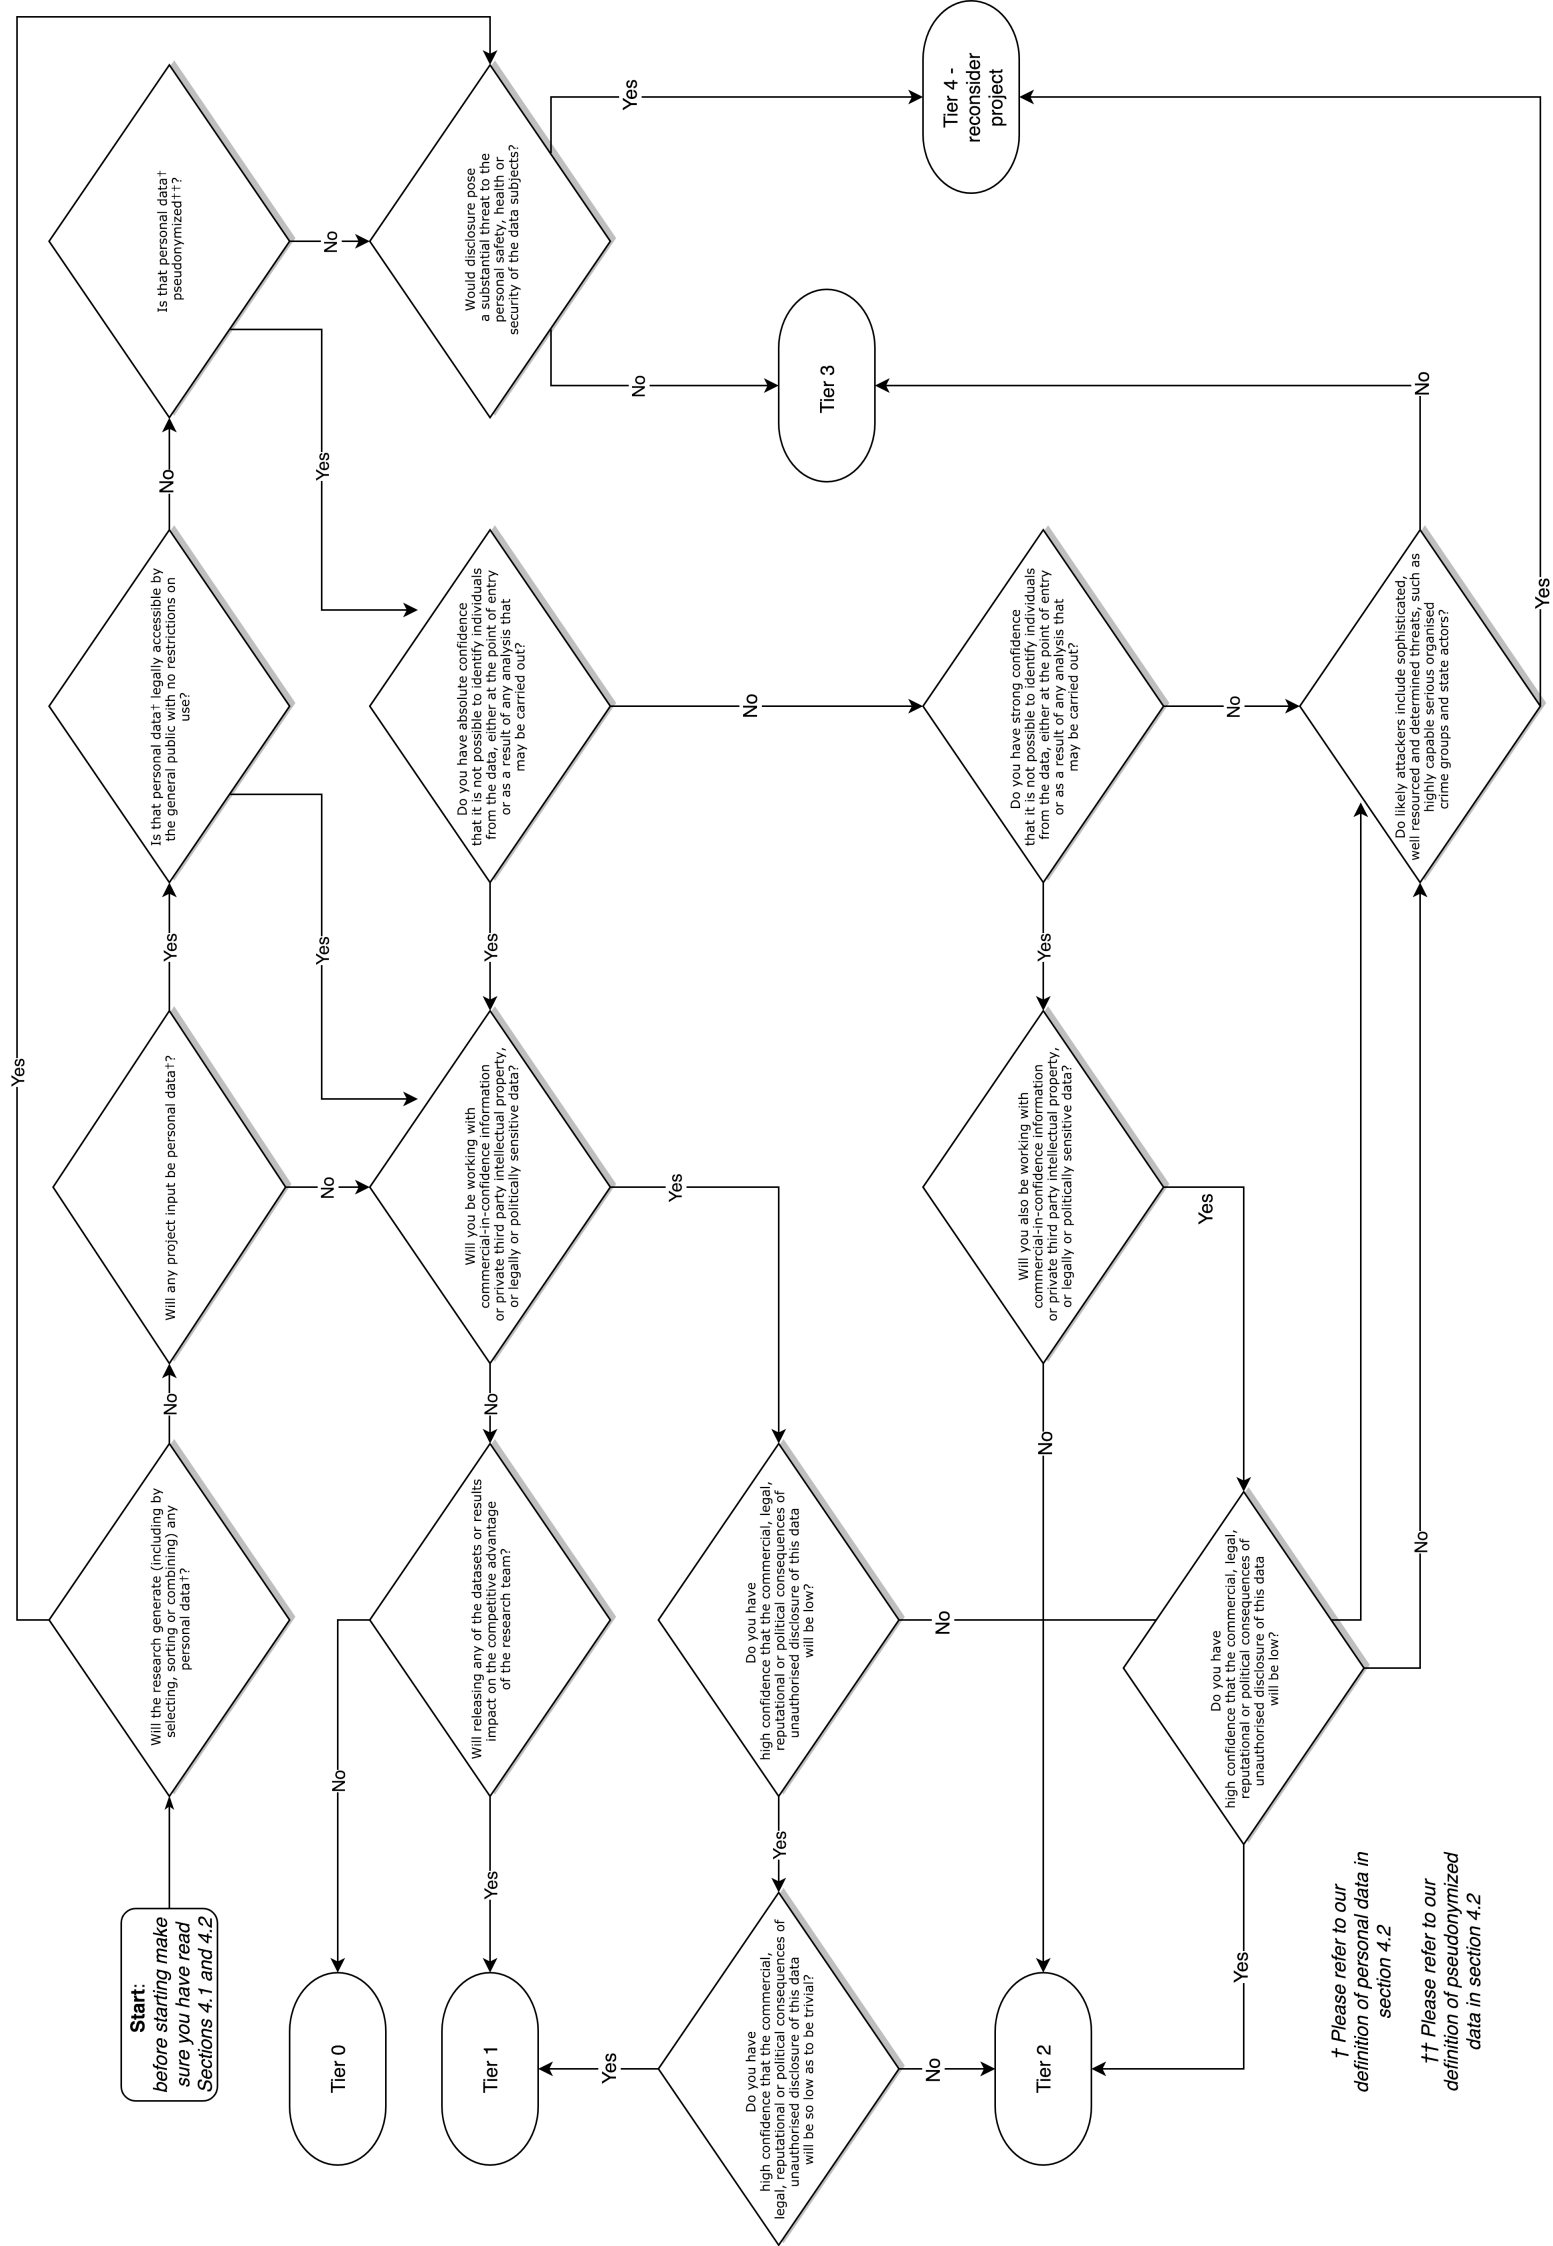 Start:
before starting make
sure you have read
Sections 4.1 and 4.2
Will the research generate (including by
selecting, sorting or combining) any
personal data†?
Yes
No
Will any project input be personal data†?
Yes
No
Is that personal data† legally accessible by
the general public with no restrictions on
use?
No
Yes
Is that personal data†
pseudonymized††?
No
Yes
Tier 0
No
Tier 1
Yes
Will releasing any of the datasets or results
impact on the competitive advantage
of the research team?
No
Will you be working with
commercial-in-confidence information
or private third party intellectual property,
or legally or politically sensitive data?
Yes
Yes
Do you have absolute confidence
that it is not possible to identify individuals
from the data, either at the point of entry
or as a result of any analysis that
may be carried out?
No
Would disclosure pose
a substantial threat to the
personal safety, health or
security of the data subjects?
No
Yes
Yes
Do you have
high confidence that the commercial,
legal, reputational or political consequences of
unauthorised disclosure of this data
will be so low as to be trivial?
No
Yes
Do you have
high confidence that the commercial, legal,
reputational or political consequences of
unauthorised disclosure of this data
will be low?
No
Tier 3
Tier 4 -
reconsider
project
Tier 2
No
Will you also be working with
commercial-in-confidence information
or private third party intellectual property,
or legally or politically sensitive data?
Yes
Yes
Do you have strong confidence
that it is not possible to identify individuals
from the data, either at the point of entry
or as a result of any analysis that
may be carried out?
No
Yes
Do you have
high confidence that the commercial, legal,
reputational or political consequences of
unauthorised disclosure of this data
will be low?
No
Do likely attackers include sophisticated,
well resourced and determined threats, such as
highly capable serious organised
crime groups and state actors?
No
Yes
† Please refer to our
definition of personal data in
section 4.2
†† Please refer to our
definition of pseudonymized
data in section 4.2